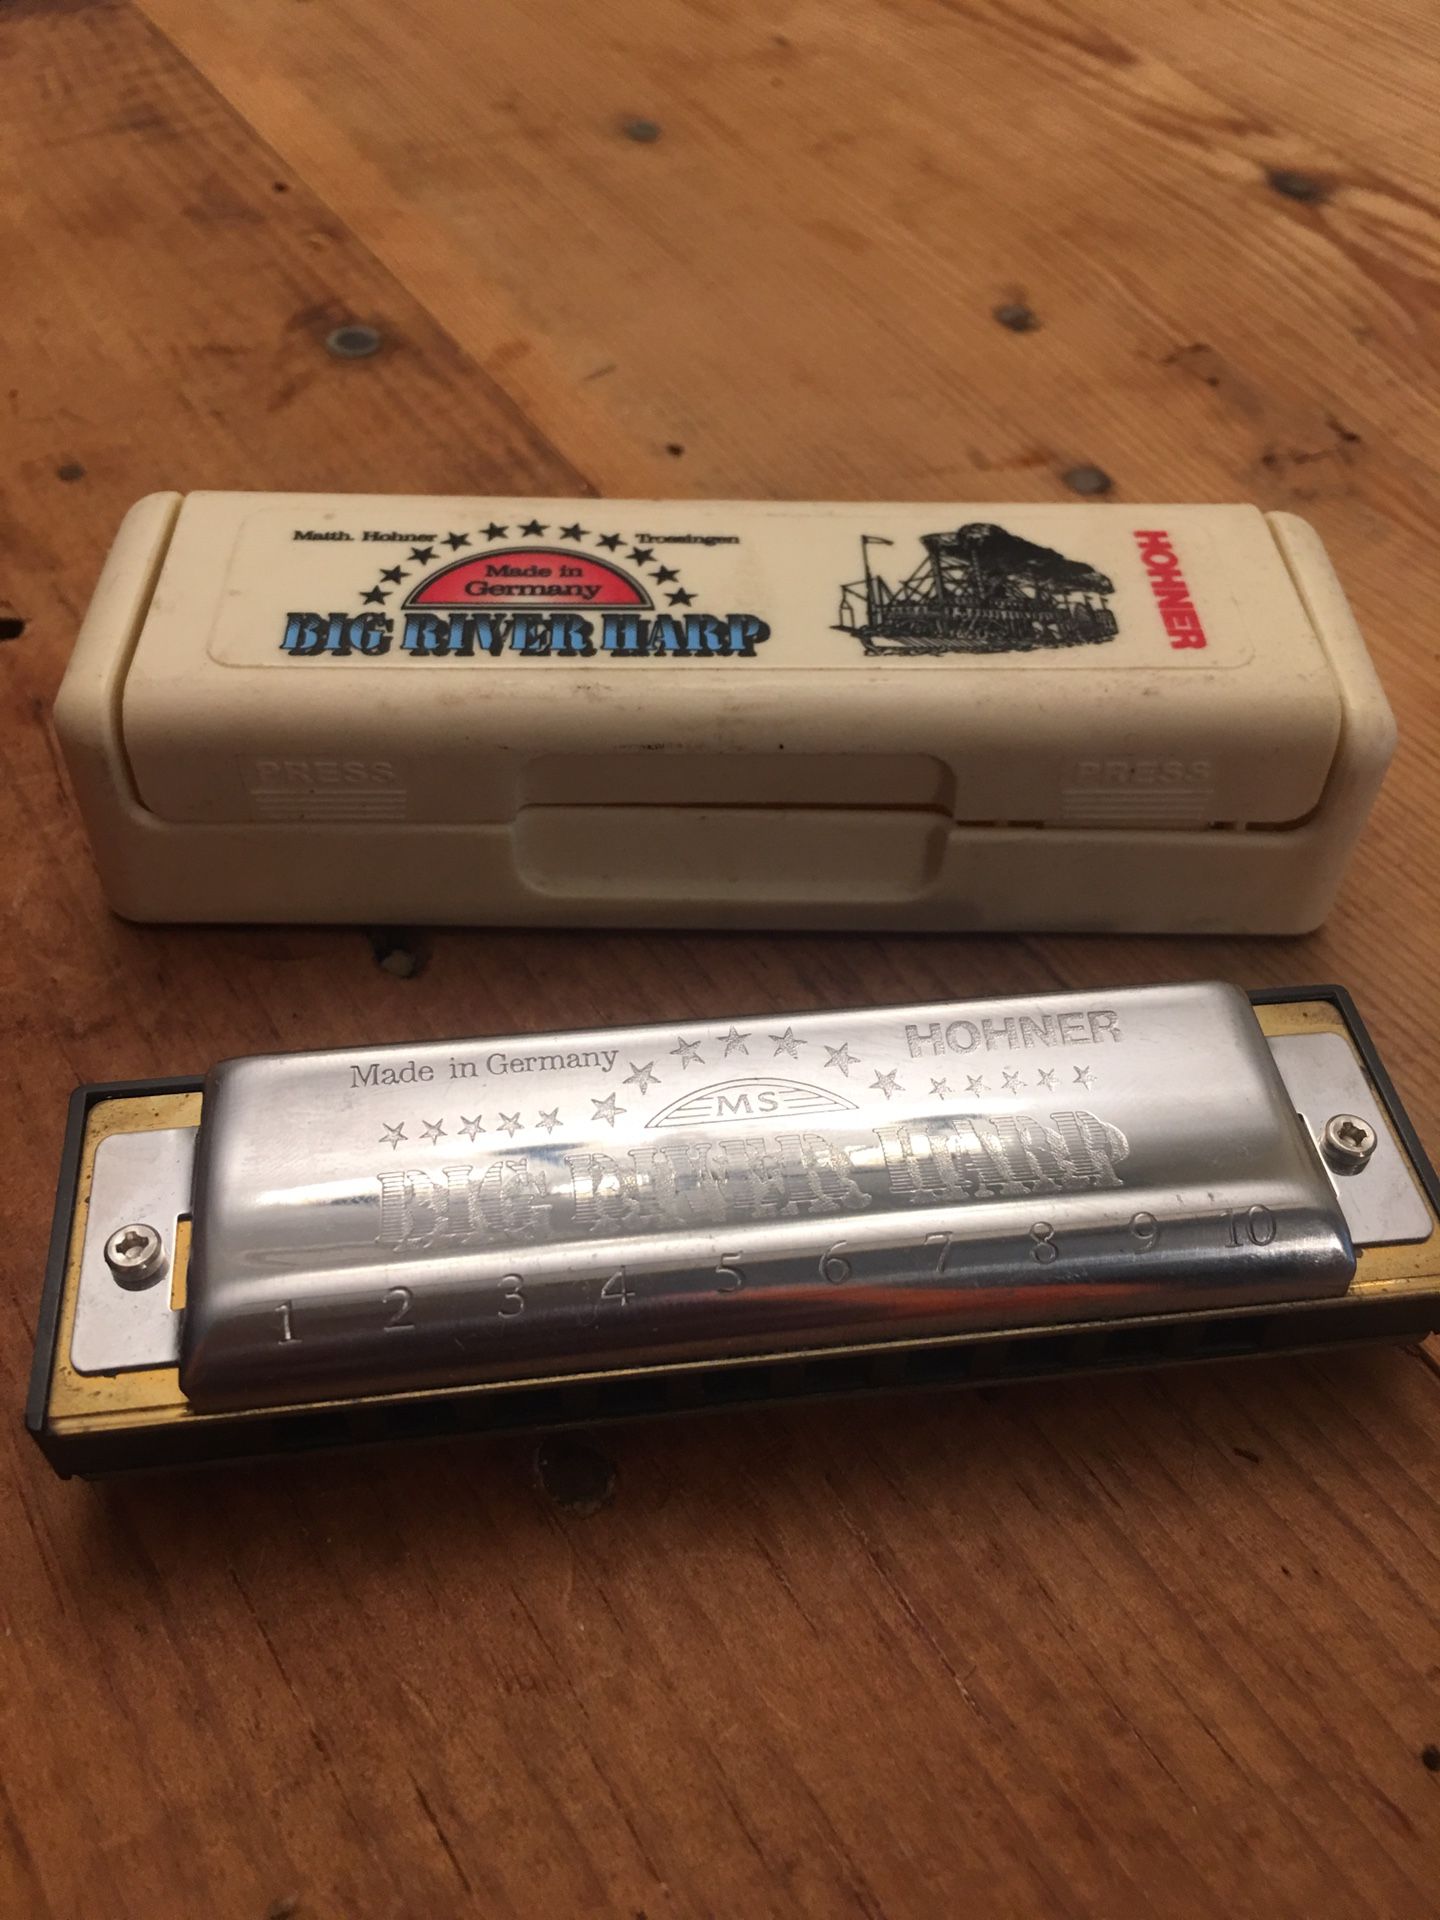 Matth. Hohner Trossingen
Made in
Germany
BIG RIVER HARP
HOHNER
PRESS PRESS
Made in Germany HOHNER
MS
BIG RIVER HARP
1 2 3 4 5 6 7 8 9 10